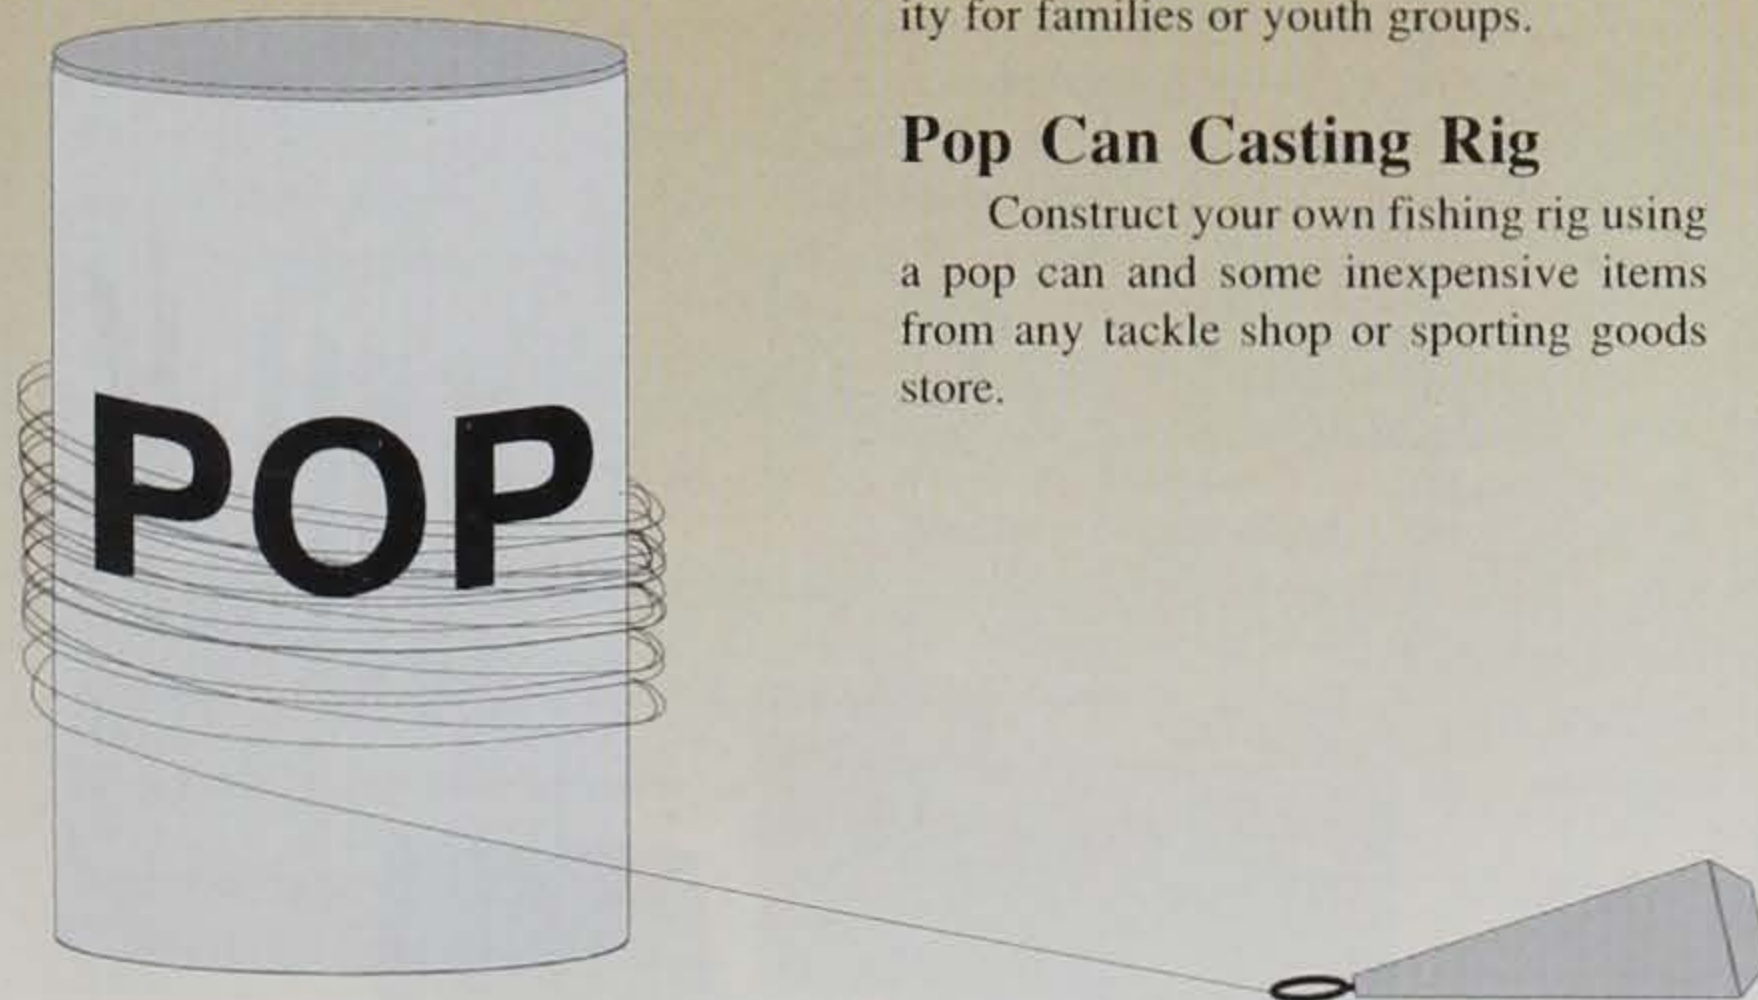 ity for families or youth groups.
Pop Can Casting Rig
Construct your own fishing rig using
a pop can and some inexpensive items
from any tackle shop or sporting goods
store.
POP